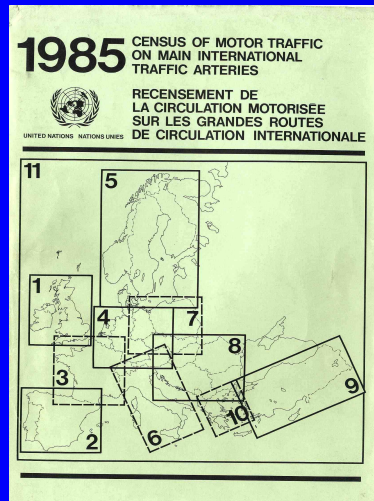 1985
CENSUS OF MOTOR TRAFFIC
ON MAIN INTERNATIONAL
TRAFFIC ARTERIES
RECENSEMENT DE
LA CIRCULATION MOTORISÉE
SUR LES GRANDES ROUTES
DE CIRCULATION INTERNATIONALE
UNITED NATIONS NATIONS UNIES
11
5
1
4
7
8
3
9
10
6
2